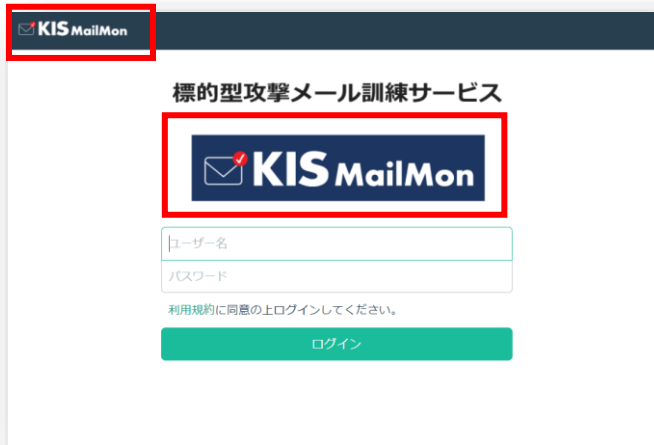 KIS MailMon
標的型攻撃メール訓練サービス
KIS MailMon
ユーザー名
パスワード
利用規約に同意の上ログインしてください。
ログイン